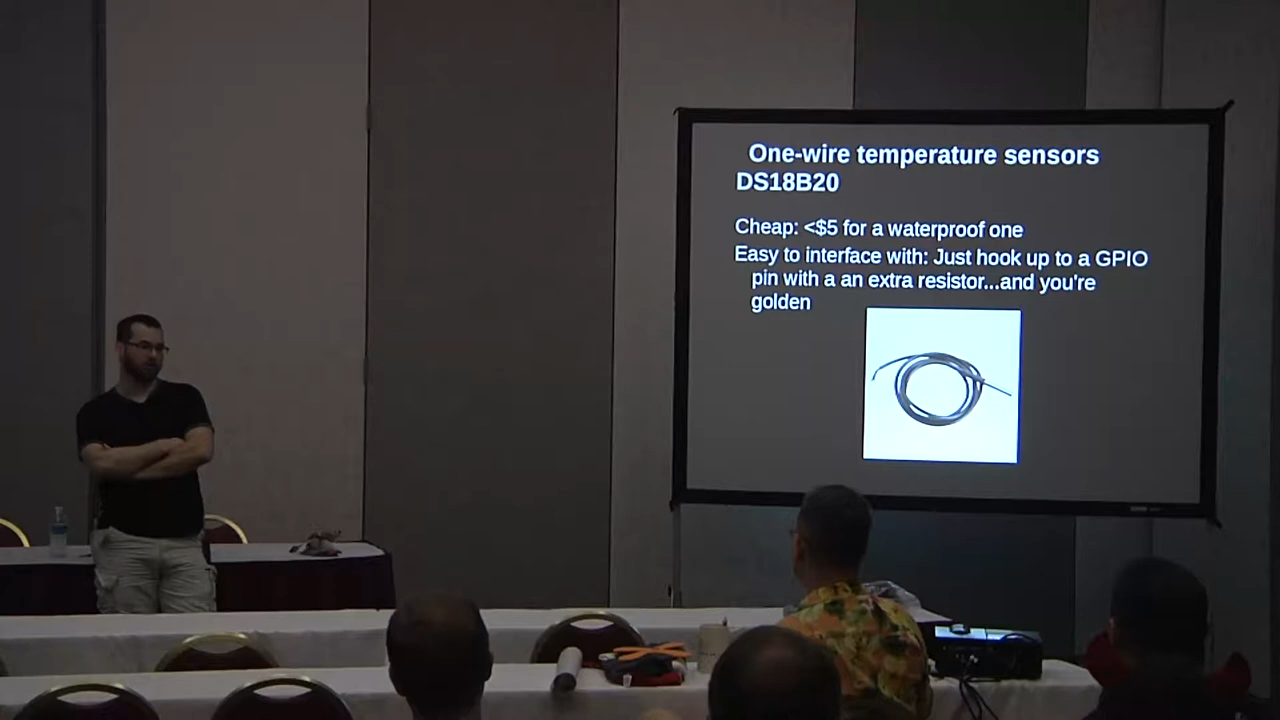 One-wire temperature sensors
DS18B20
Cheap: <$5 for a waterproof one
Easy to interface with: Just hook up to a GPIO
pin with a an extra resistor...and you're
golden